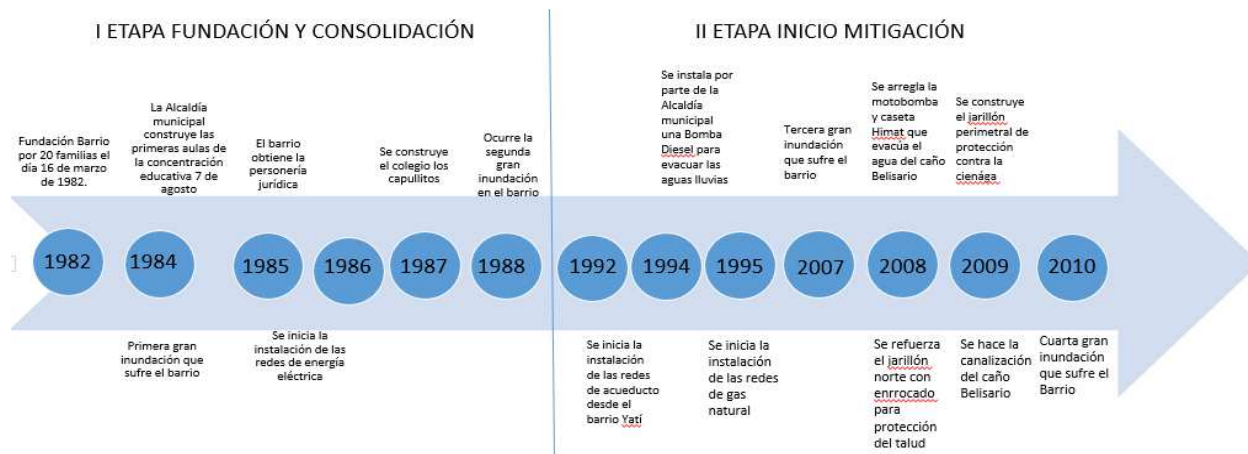 I ETAPA FUNDACIÓN Y CONSOLIDACIÓN
II ETAPA INICIO MITIGACIÓN
Fundación Barrio
por 20 familias el
día 16 de marzo
de 1982.
La Alcaldía
municipal
construye las
primeras aulas de
la concentración
educativa 7 de
agosto
El barrio
obtiene la
personería
jurídica
Se construye
el colegio los
capullitos
Ocurre la
segunda
gran
inundación
en el barrio
Se instala por
parte de la
Alcaldía
municipal
una Bomba
Diesel para
evacuar las
aguas lluvias
Tercera gran
inundación
que sufre el
barrio
Se arregla la
motobomba
y caseta
Himat que
evacúa el
agua del caño
Belisario
Se construye
el jarillón
perimetral de
protección
contra la
cienága
1982
1984
1985
1986
1987
1988
1992
1994
1995
2007
2008
2009
2010
Primera gran
inundación que
sufre el barrio
Se inicia la
instalación de las
redes de energía
eléctrica
Se inicia la
instalación
de las redes
de acueducto
desde el
barrio Yatí
Se inicia la
instalación
de las redes
de gas
natural
Se refuerza
el jarillón
norte con
enrrocado
para
protección
del talud
Se hace la
canalización
del caño
Belisario
Cuarta gran
inundación
que sufre el
Barrio